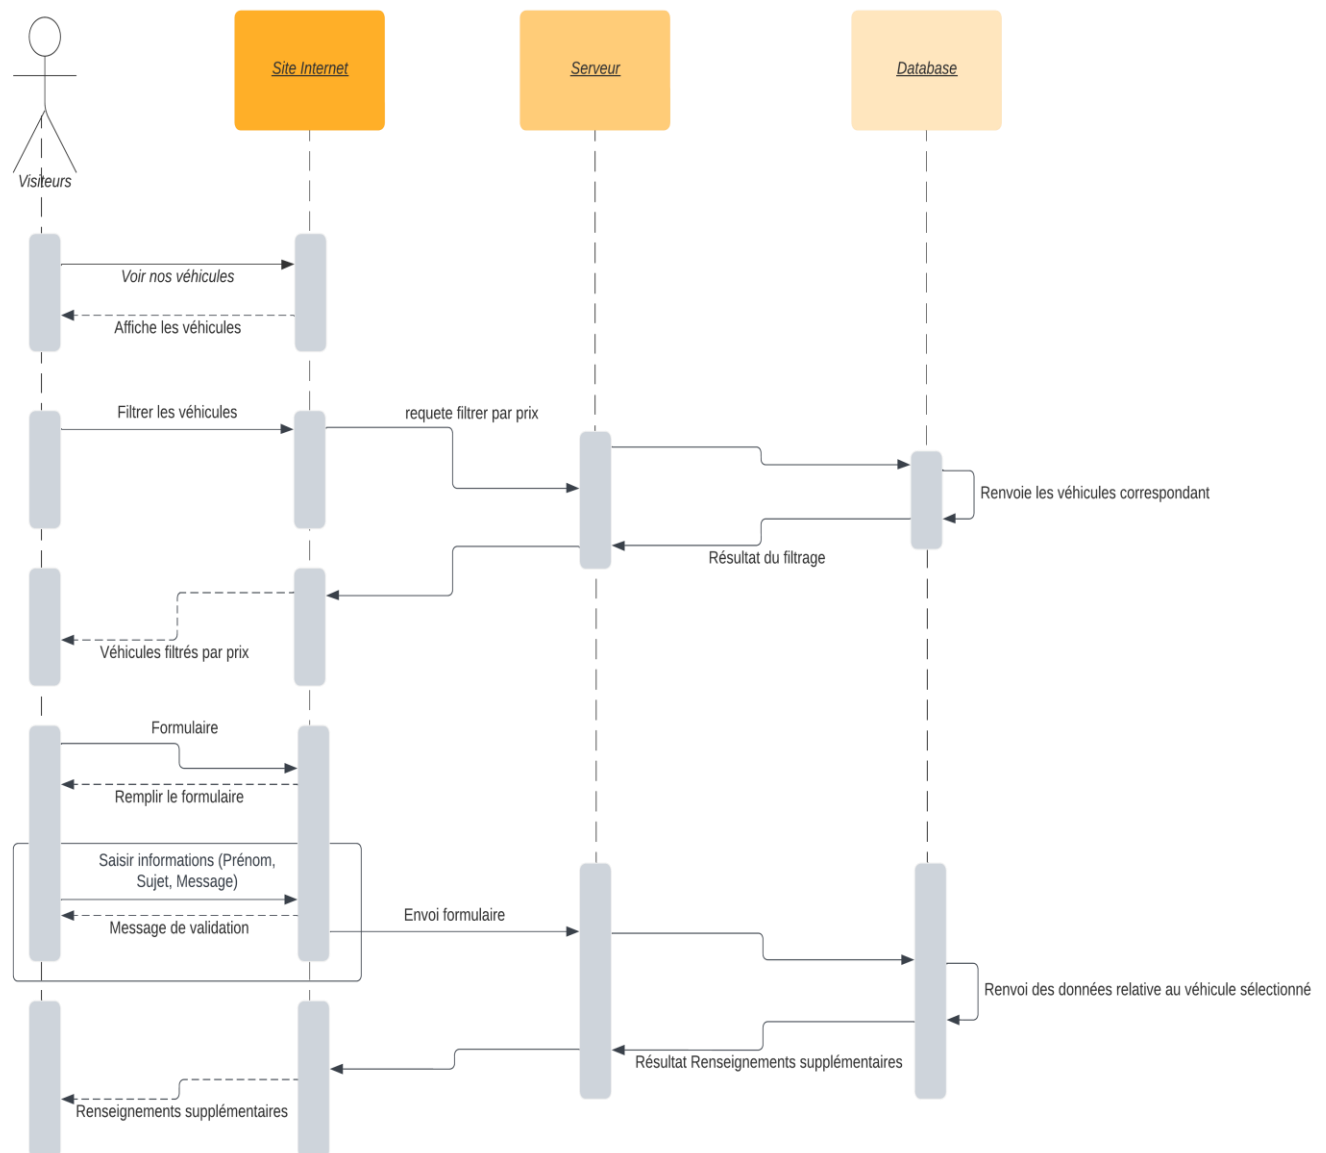 Site Internet
Serveur
Database
Visiteurs
Voir nos véhicules
Affiche les véhicules
Filtrer les véhicules
requete filtrer par prix
Renvoie les véhicules correspondant
Résultat du filtrage
Véhicules filtrés par prix
Formulaire
Remplir le formulaire
Saisir informations (Prénom,
Sujet, Message)
Message de validation
Envoi formulaire
Renvoi des données relative au véhicule sélectionné
Résultat Renseignements supplémentaires
Renseignements supplémentaires